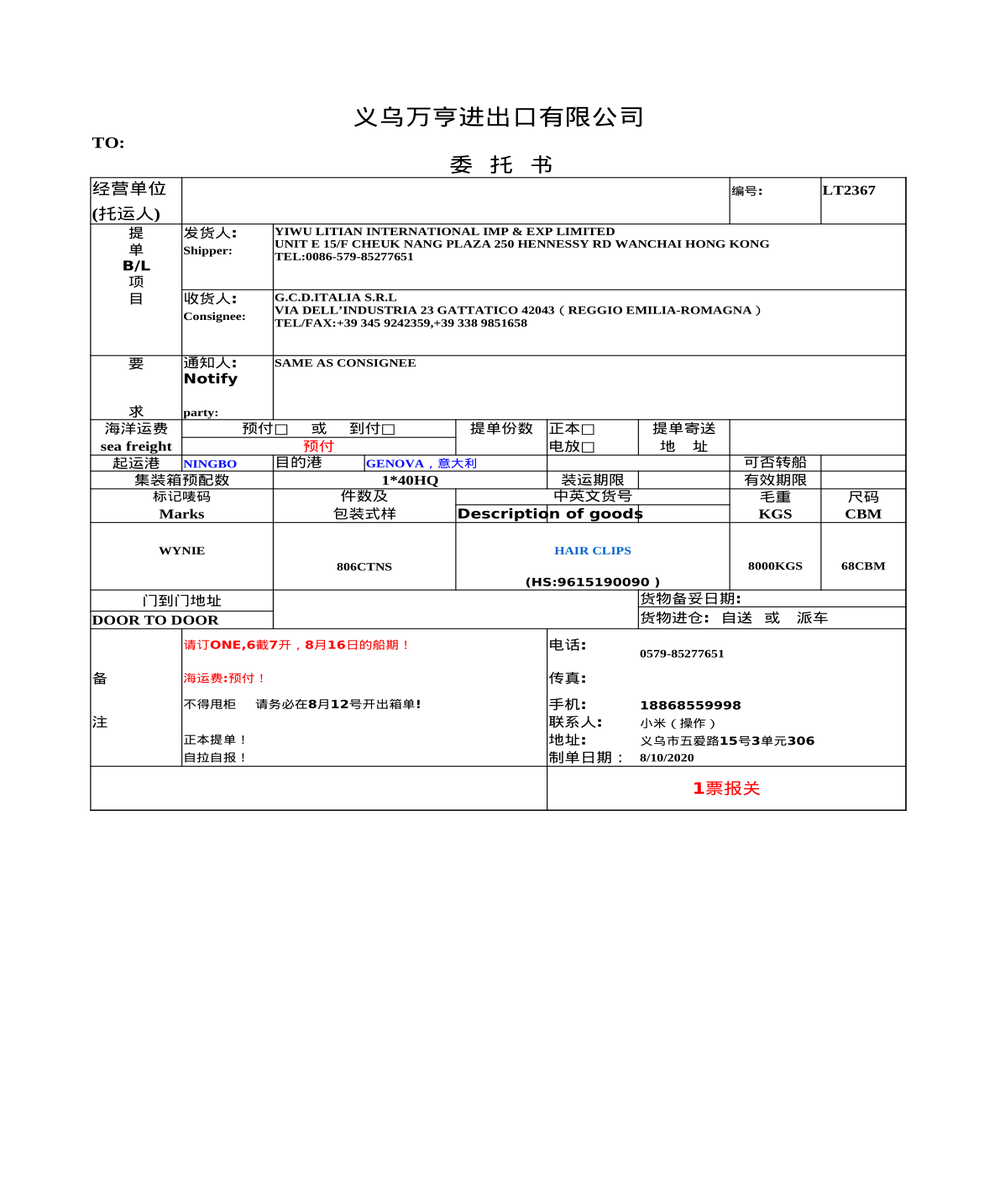 义乌万亨进出口有限公司
TO:
委 托 书
经营单位
(托运人)
编号:
LT2367
提
单
B/L
项
目
发货人:
Shipper:
YIWU LITIAN INTERNATIONAL IMP & EXP LIMITED
UNIT E 15/F CHEUK NANG PLAZA 250 HENNESSY RD WANCHAI HONG KONG
TEL:0086-579-85277651
收货人:
Consignee:
G.C.D.ITALIA S.R.L
VIA DELL’INDUSTRIA 23 GATTATICO 42043（REGGIO EMILIA-ROMAGNA）
TEL/FAX:+39 345 9242359,+39 338 9851658
要
求
通知人:
Notify
party:
SAME AS CONSIGNEE
海洋运费
sea freight
预付□ 或 到付□
预付
提单份数
正本□
电放□
提单寄送
地 址
起运港
NINGBO
目的港
GENOVA，意大利
可否转船
集装箱预配数
1*40HQ
装运期限
有效期限
标记唛码
Marks
件数及
包装式样
中英文货号
Description of goods
毛重
KGS
尺码
CBM
WYNIE
806CTNS
HAIR CLIPS
(HS:9615190090 )
8000KGS
68CBM
门到门地址
DOOR TO DOOR
货物备妥日期:
货物进仓: 自送 或 派车
备
注
请订ONE,6截7开，8月16日的船期！
海运费:预付！
不得甩柜 请务必在8月12号开出箱单!
正本提单！
自拉自报！
电话:
0579-85277651
传真:
手机:
18868559998
联系人:
小米（操作）
地址:
义乌市五爱路15号3单元306
制单日期：
8/10/2020
1票报关